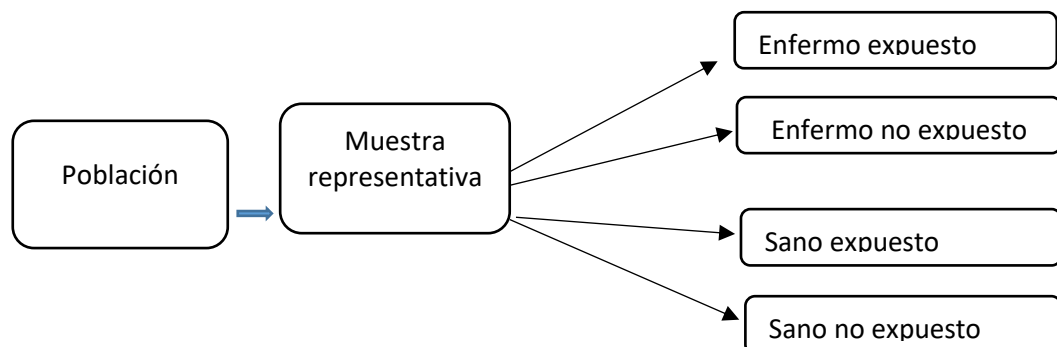 Población
Muestra
representativa
Enfermo expuesto
Enfermo no expuesto
Sano expuesto
Sano no expuesto